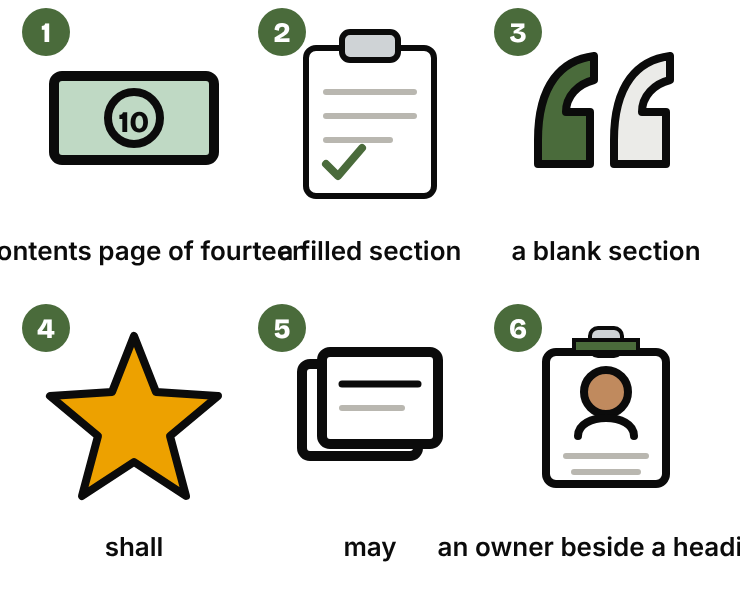 1
2
3
10
ontents page of fourteen
a filled section
a blank section
4
5
6
shall
may
an owner beside a headi